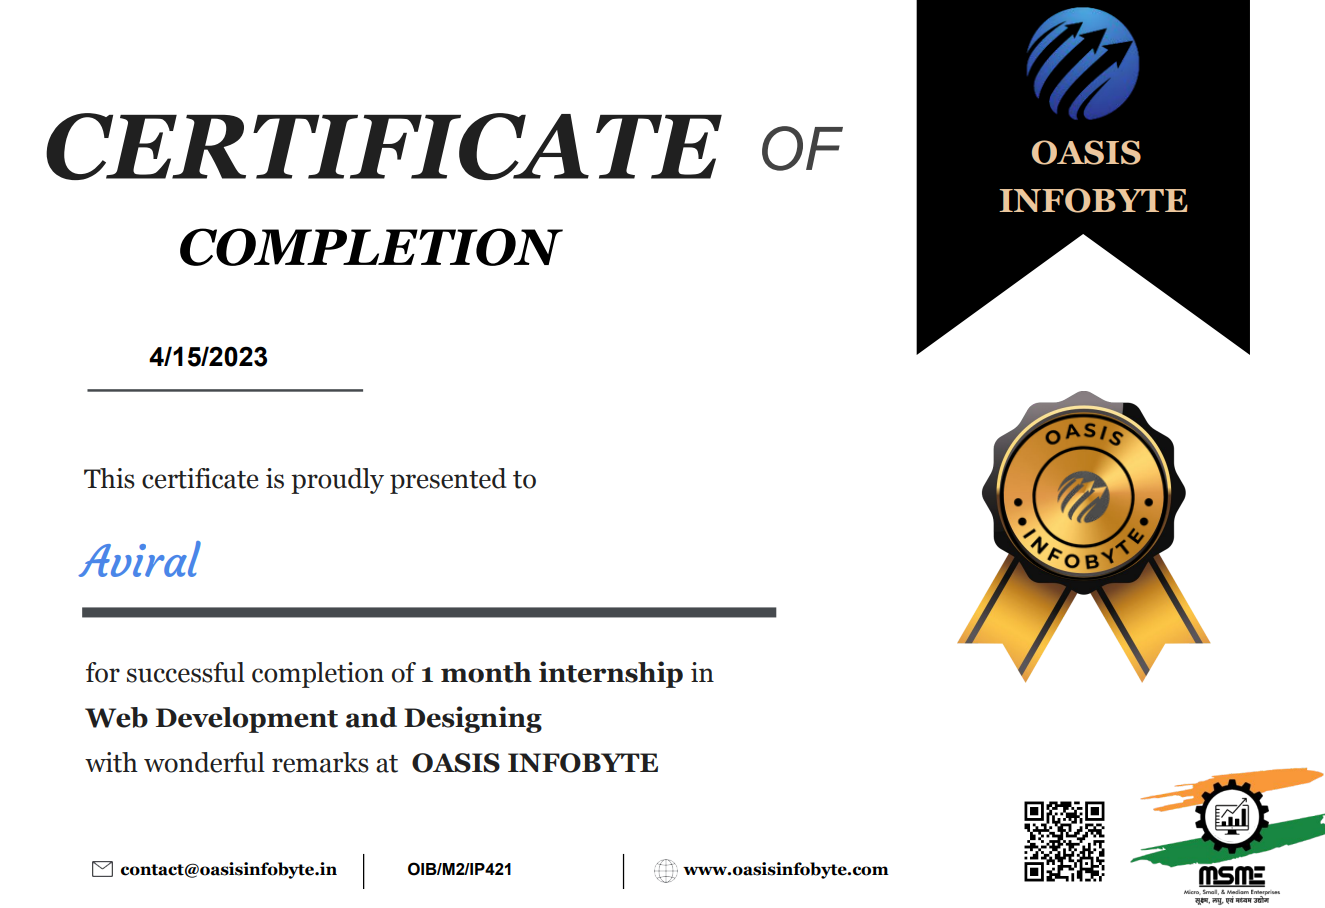 CERTIFICATE OF
COMPLETION
OASIS
INFOBYTE
4/15/2023
This certificate is proudly presented to
Aviral
for successful completion of 1 month internship in
Web Development and Designing
with wonderful remarks at OASIS INFOBYTE
OASIS
INFOBYTE
contact@oasisinfobyte.in
OIB/M2/IP421
www.oasisinfobyte.com
MSME
Micro, Small, & Mediam Enterprises
सूक्ष्म, लघु, एवं मध्यम उद्योग